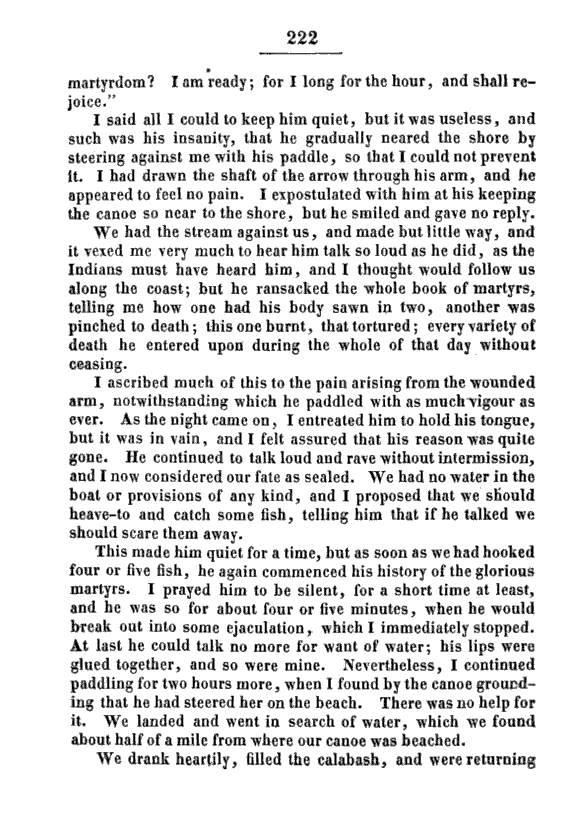 222
martyrdom? I am ready; for I long for the hour, and shall re-
joice."
I said all I could to keep him quiet, but it was useless, and
such was his insanity, that he gradually neared the shore by
steering against me with his paddle, so that I could not prevent
it. I had drawn the shaft of the arrow through his arm, and he
appeared to feel no pain. I expostulated with him at his keeping
the canoe so near to the shore, but he smiled and gave no reply.
We had the stream against us, and made but little way, and
it vexed me very much to hear him talk so loud as he did, as the
Indians must have heard him, and I thought would follow us
along the coast; but he ransacked the whole book of martyrs,
telling me how one had his body sawn in two, another was
pinched to death; this one burnt, that tortured; every variety of
death he entered upon during the whole of that day without
ceasing.
I ascribed much of this to the pain arising from the wounded
arm, notwithstanding which he paddled with as much vigour as
ever. As the night came on, I entreated him to hold his tongue,
but it was in vain, and I felt assured that his reason was quite
gone. He continued to talk loud and rave without intermission,
and I now considered our fate as sealed. We had no water in the
boat or provisions of any kind, and I proposed that we should
heave-to and catch some fish, telling him that if he talked we
should scare them away.
This made him quiet for a time, but as soon as we had hooked
four or five fish, he again commenced his history of the glorious
martyrs. I prayed him to be silent, for a short time at least,
and he was so for about four or five minutes, when he would
break out into some ejaculation, which I immediately stopped.
At last he could talk no more for want of water; his lips were
glued together, and so were mine. Nevertheless, I continued
paddling for two hours more, when I found by the canoe ground-
ing that he had steered her on the beach. There was no help for
it. We landed and went in search of water, which we found
about half of a mile from where our canoe was beached.
We drank heartily, filled the calabash, and were returning